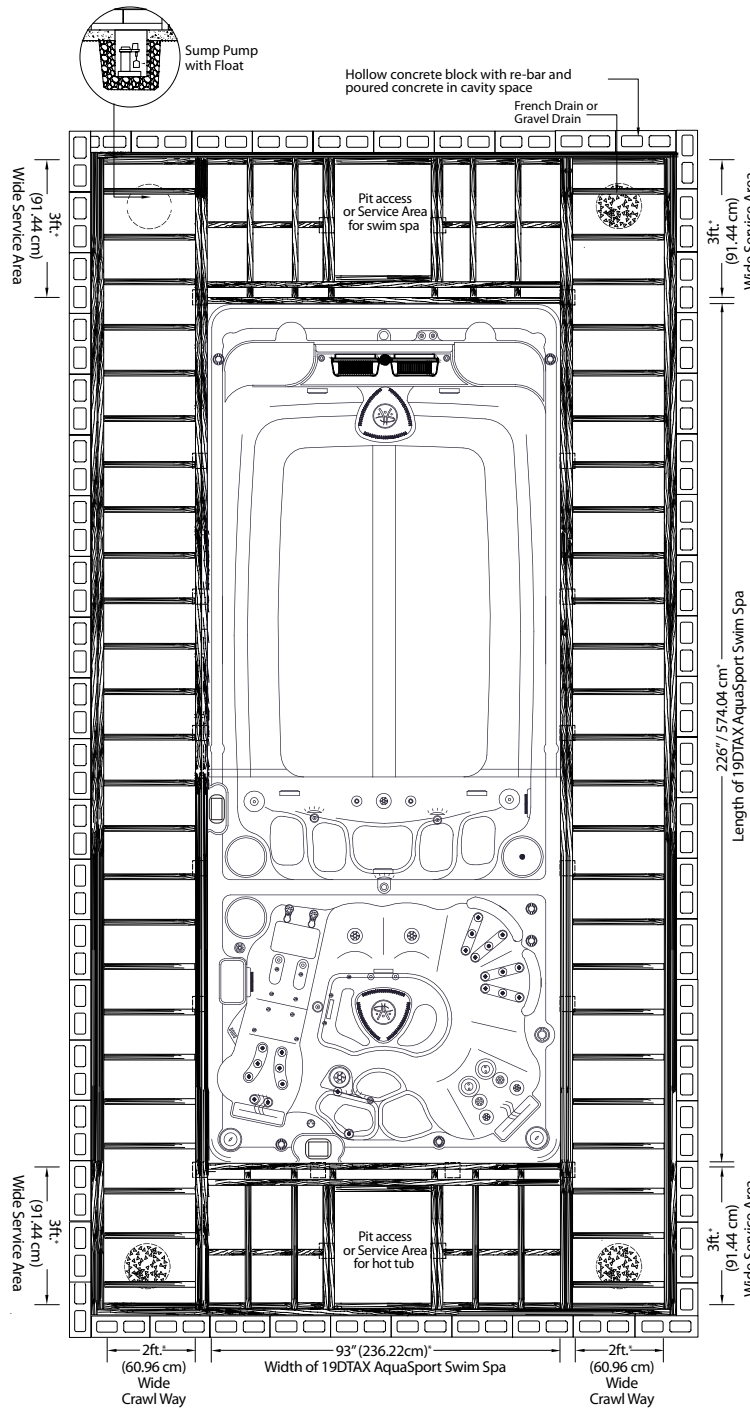 Sump Pump
with Float
Hollow concrete block with re-bar and
poured concrete in cavity space
French Drain or
Gravel Drain
3ft.*
(91.44 cm)
Wide Service Area
Pit access
or Service Area
for swim spa
3ft.*
(91.44 cm)
Wide Service Area
226" / 574.04 cm*
Length of 19DTAX AquaSport Swim Spa
3ft.*
(91.44 cm)
Wide Service Area
Pit access
or Service Area
for hot tub
3ft.*
(91.44 cm)
Wide Service Area
2ft.*
(60.96 cm)
Wide
Crawl Way
93" (236.22cm)*
Width of 19DTAX AquaSport Swim Spa
2ft.*
(60.96 cm)
Wide
Crawl Way